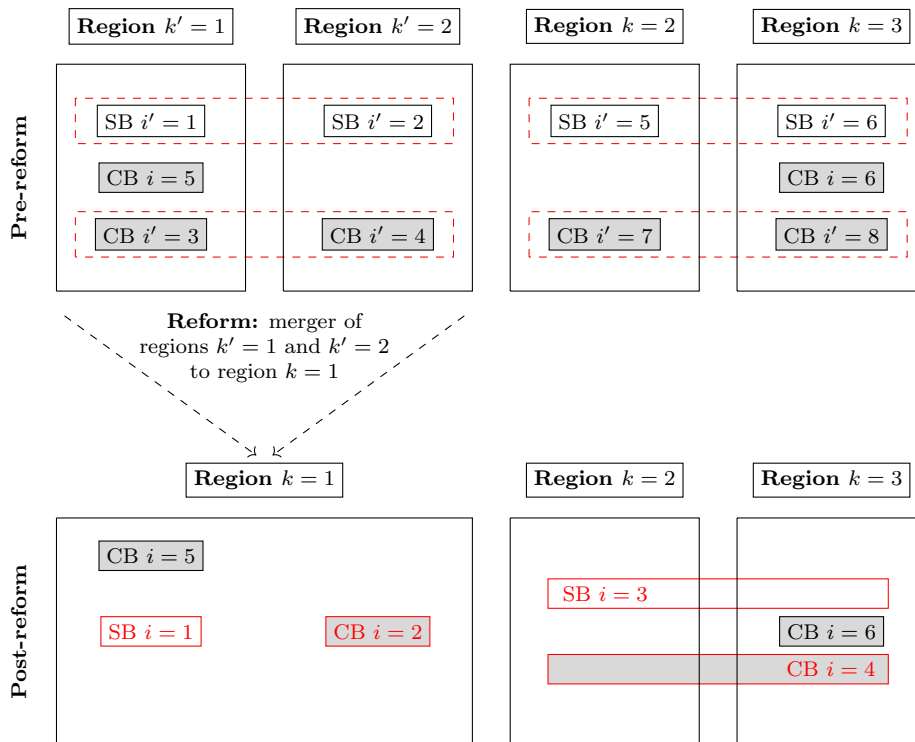 Region k′ = 1
Region k′ = 2
Region k = 2
Region k = 3
Pre-reform
SB i′ = 1
SB i′ = 2
SB i′ = 5
SB i′ = 6
CB i = 5
CB i = 6
CB i′ = 3
CB i′ = 4
CB i′ = 7
CB i′ = 8
Reform: merger of
regions k′ = 1 and k′ = 2
to region k = 1
Region k = 1
Region k = 2
Region k = 3
Post-reform
CB i = 5
SB i = 3
SB i = 1
CB i = 2
CB i = 6
CB i = 4